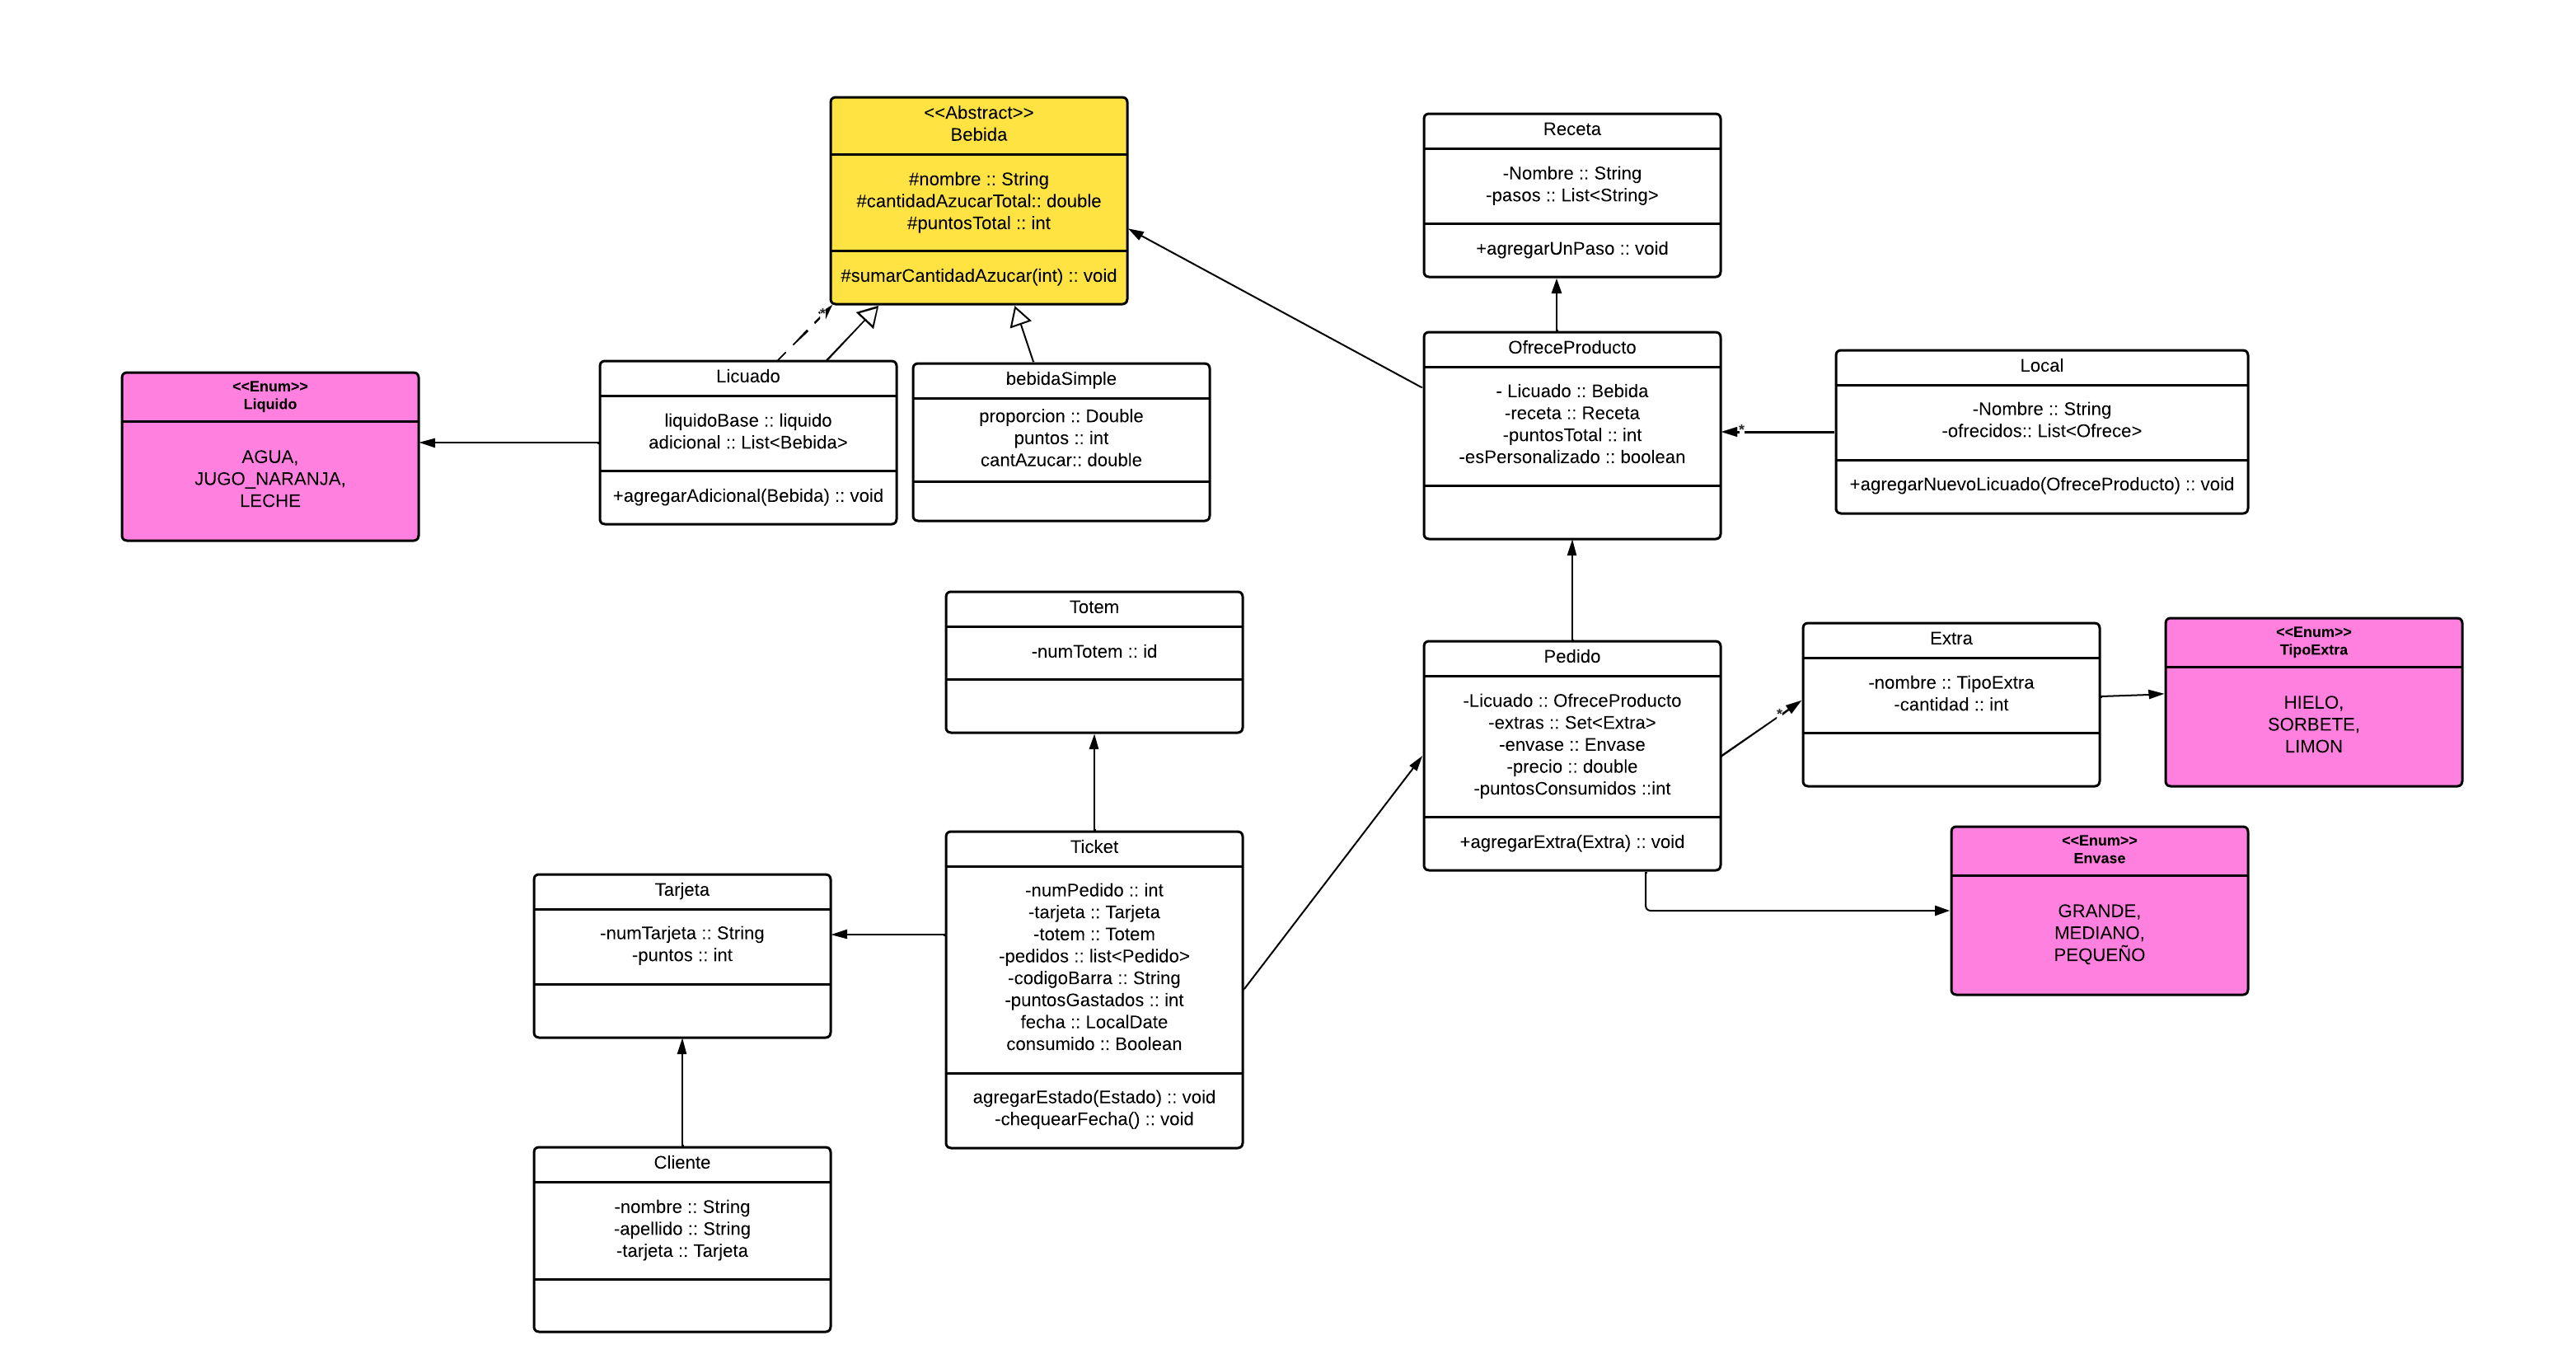 <<Abstract>>
Bebida
#nombre :: String
#cantidadAzucarTotal:: double
#puntosTotal :: int
#sumarCantidadAzucar(int) :: void
Receta
-Nombre :: String
-pasos :: List<String>
+agregarUnPaso :: void
*
<<Enum>>
Liquido
AGUA,
JUGO_NARANJA,
LECHE
Licuado
liquidoBase :: liquido
adicional :: List<Bebida>
+agregarAdicional(Bebida) :: void
bebidaSimple
proporcion :: Double
puntos :: int
cantAzucar:: double
OfreceProducto
- Licuado :: Bebida
-receta :: Receta
-puntosTotal :: int
-esPersonalizado :: boolean
*
Local
-Nombre :: String
-ofrecidos:: List<Ofrece>
+agregarNuevoLicuado(OfreceProducto) :: void
Totem
-numTotem :: id
Pedido
-Licuado :: OfreceProducto
-extras :: Set<Extra>
-envase :: Envase
-precio :: double
-puntosConsumidos ::int
+agregarExtra(Extra) :: void
*
Extra
-nombre :: TipoExtra
-cantidad :: int
<<Enum>>
TipoExtra
HIELO,
SORBETE,
LIMON
<<Enum>>
Envase
GRANDE,
MEDIANO,
PEQUEÑO
Tarjeta
-numTarjeta :: String
-puntos :: int
Ticket
-numPedido :: int
-tarjeta :: Tarjeta
-totem :: Totem
-pedidos :: list<Pedido>
-codigoBarra :: String
-puntosGastados :: int
fecha :: LocalDate
consumido :: Boolean
agregarEstado(Estado) :: void
-chequearFecha() :: void
Cliente
-nombre :: String
-apellido :: String
-tarjeta :: Tarjeta